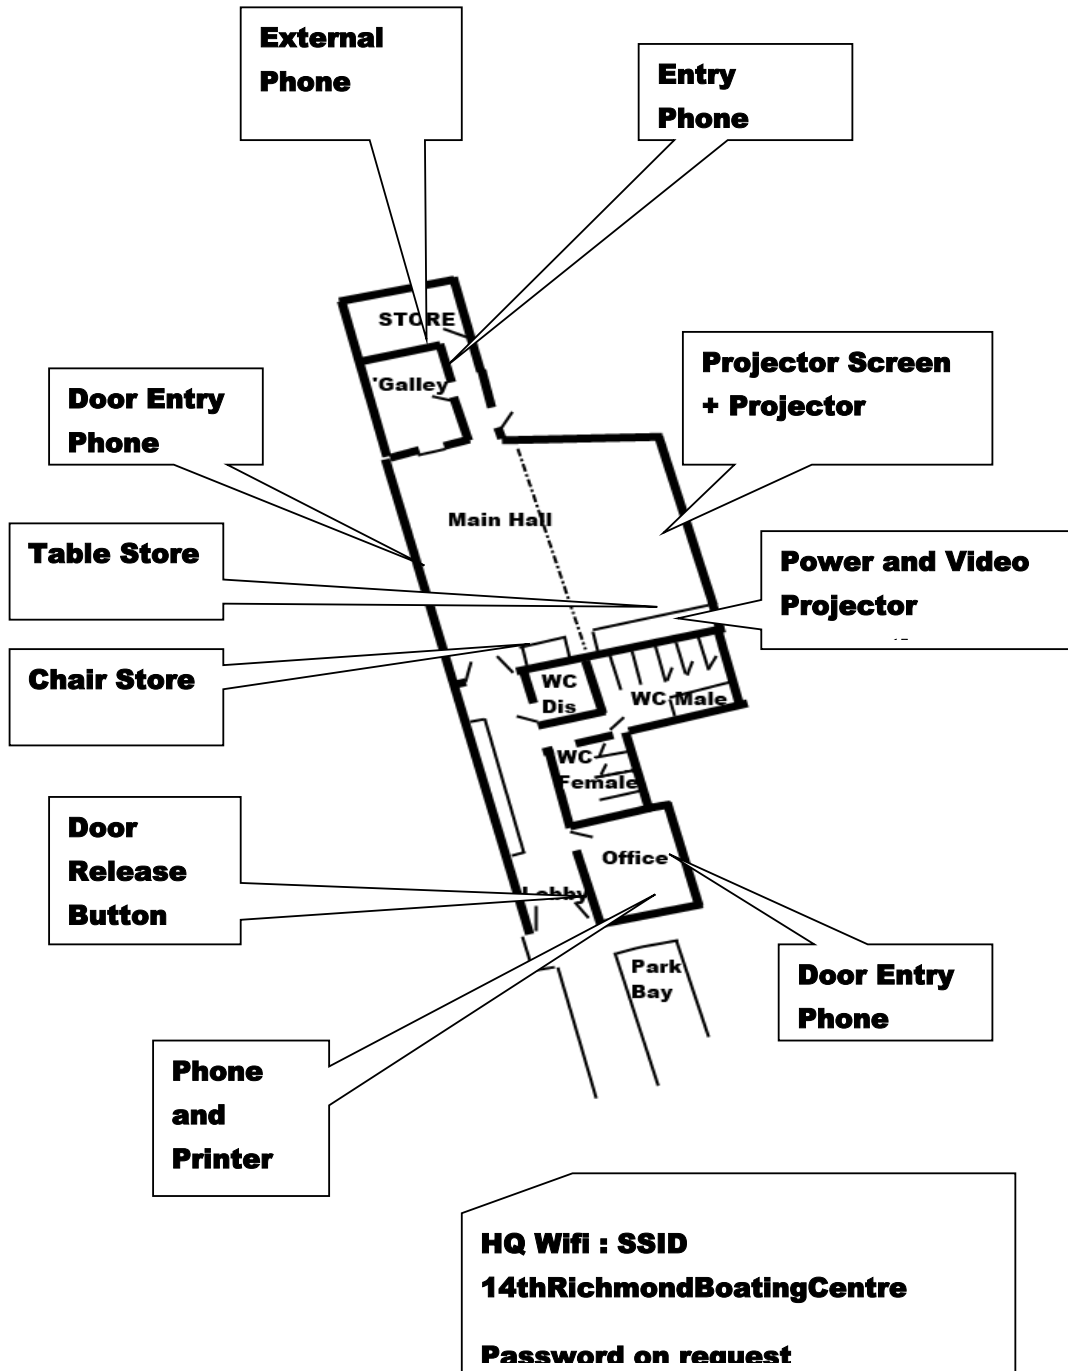 External
Phone
Entry
Phone
STORE
'Galley
Projector Screen
+ Projector
Door Entry
Phone
Main Hall
Table Store
Power and Video
Projector
Chair Store
WC
Dis
WC Male
WC
Female
Door
Release
Button
Office
Lobby
Park
Bay
Door Entry
Phone
Phone
and
Printer
HQ Wifi : SSID
14thRichmondBoatingCentre
Password on request